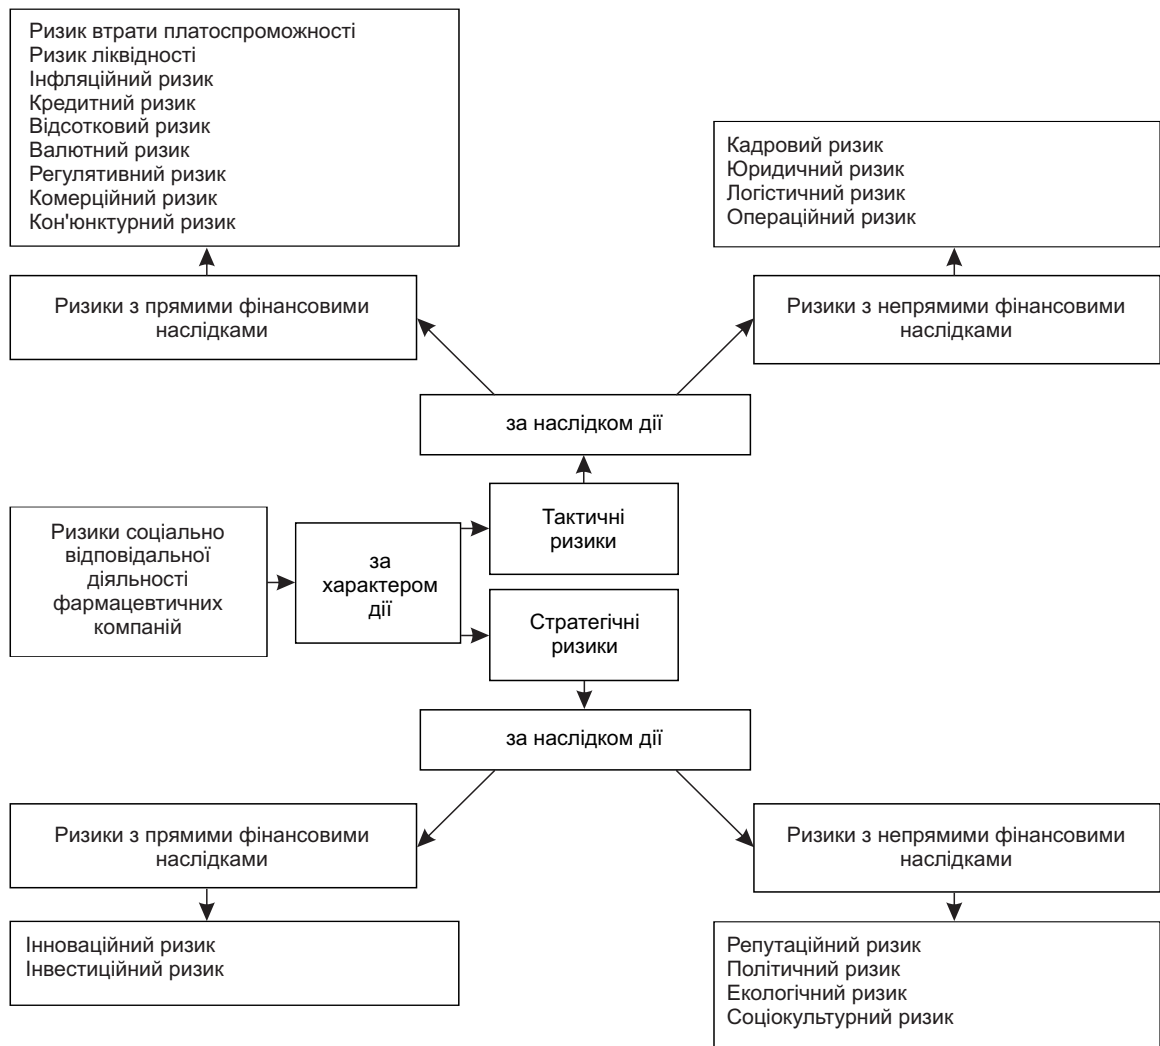 Ризик втрати платоспроможності
Ризик ліквідності
Інфляційний ризик
Кредитний ризик
Відсотковий ризик
Валютний ризик
Регулятивний ризик
Комерційний ризик
Кон'юнктурний ризик
Кадровий ризик
Юридичний ризик
Логістичний ризик
Операційний ризик
Ризики з прямими фінансовими
наслідками
Ризики з непрямими фінансовими
наслідками
за наслідком дії
Ризики соціально
відповідальної
діяльності
фармацевтичних
компаній
за
характером
дії
Тактичні
ризики
Стратегічні
ризики
за наслідком дії
Ризики з прямими фінансовими
наслідками
Ризики з непрямими фінансовими
наслідками
Інноваційний ризик
Інвестиційний ризик
Репутаційний ризик
Політичний ризик
Екологічний ризик
Соціокультурний ризик